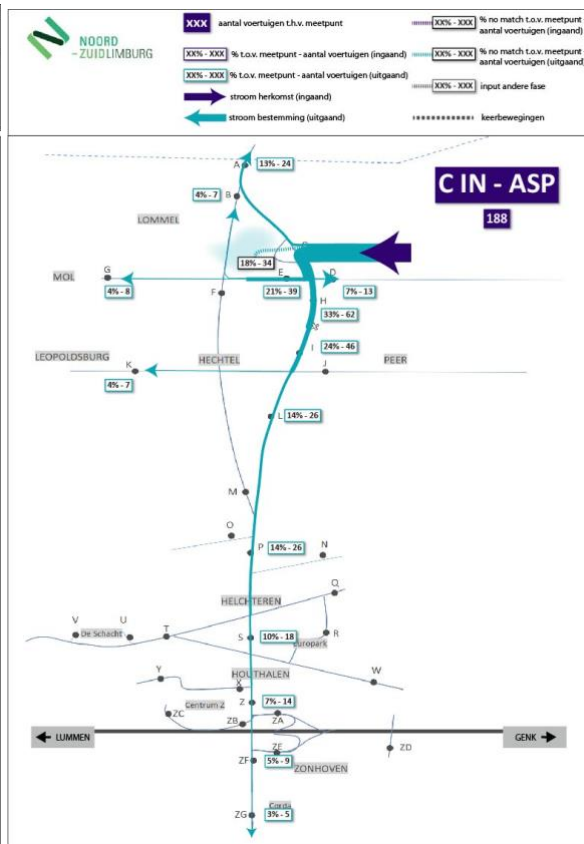 NOORD
-ZUIDLIMBURG
XXX aantal voertuigen t.h.v. meetpunt
XX% - XXX % t.o.v. meetpunt - aantal voertuigen (ingaand)
XX% - XXX % t.o.v. meetpunt - aantal voertuigen (uitgaand)
stroom herkomst (ingaand)
stroom bestemming (uitgaand)
XX% - XXX % no match t.o.v. meetpunt
aantal voertuigen (ingaand)
XX% - XXX % no match t.o.v. meetpunt
aantal voertuigen (uitgaand)
XX% - XXX input andere fase
keerbewegingen
C IN - ASP
188
A 13% - 24
B 4% - 7
LOMMEL
18% - 34
MOL G E D
4% - 8 21% - 39 7% - 13
F H
33% - 62
I 24% - 46
LEOPOLDSBURG HECHTEL PEER
K J
4% - 7
L 14% - 26
M
O
P 14% - 26 N
Q
HELCHTEREN
V U T S 10% - 18 R
De Schacht Europark
HOUTHALEN
Y X W
Z 7% - 14
Centrum Z
ZC ZB ZA
LUMMEN GENK
ZE ZD
ZF 5% - 9
ZONHOVEN
Corda
ZG 3% - 5